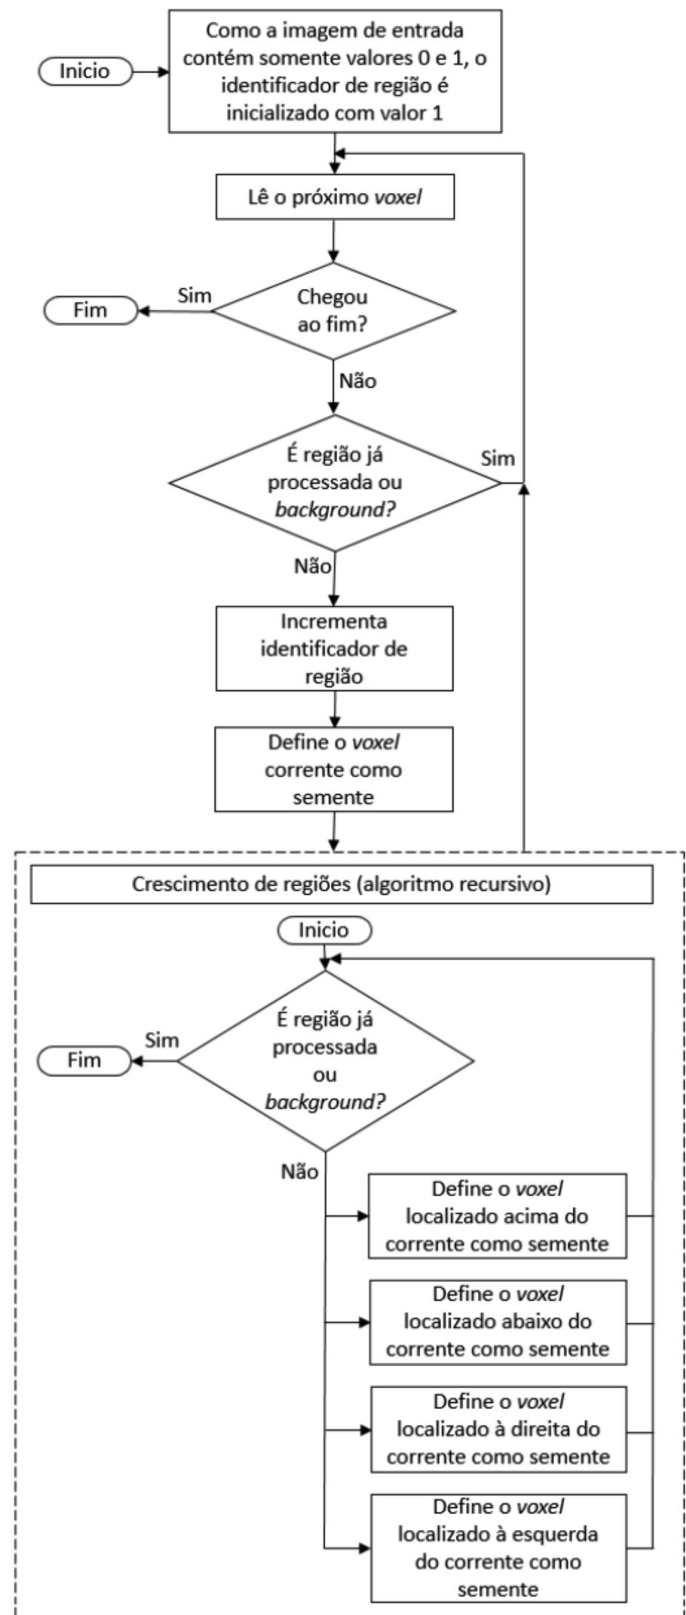 Como a imagem de entrada
contém somente valores 0 e 1, o
identificador de região é
inicializado com valor 1
Inicio
Lê o próximo voxel
Chegou
ao fim?
Sim
Fim
Não
É região já
processada ou
background?
Sim
Não
Incrementa
identificador de
região
Define o voxel
corrente como
semente
Crescimento de regiões (algoritmo recursivo)
Inicio
É região já
processada
ou
background?
Sim
Fim
Não
Define o voxel
localizado acima do
corrente como semente
Define o voxel
localizado abaixo do
corrente como semente
Define o voxel
localizado à direita do
corrente como semente
Define o voxel
localizado à esquerda
do corrente como
semente